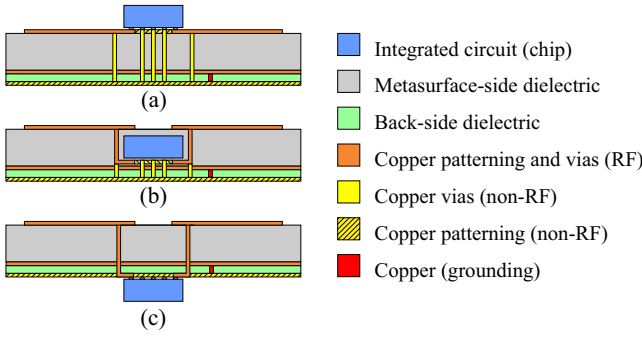 (a)
(b)
(c)
Integrated circuit (chip)
Metasurface-side dielectric
Back-side dielectric
Copper patterning and vias (RF)
Copper vias (non-RF)
Copper patterning (non-RF)
Copper (grounding)